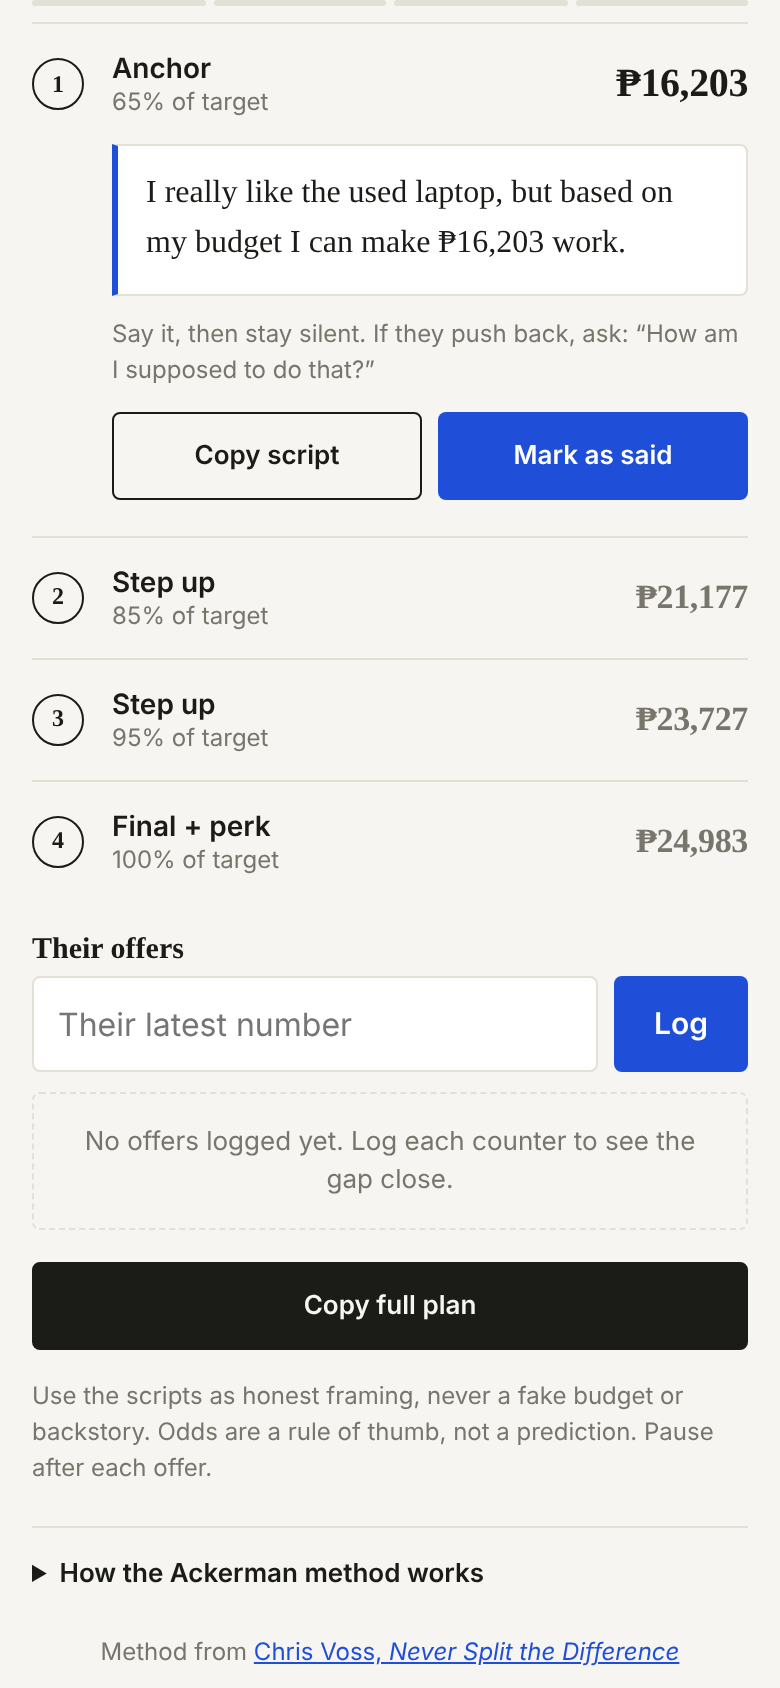 1
Anchor
65% of target
₱16,203
I really like the used laptop, but based on
my budget I can make ₱16,203 work.
Say it, then stay silent. If they push back, ask: “How am
I supposed to do that?”
Copy script
Mark as said
2
Step up
85% of target
₱21,177
3
Step up
95% of target
₱23,727
4
Final + perk
100% of target
₱24,983
Their offers
Their latest number
Log
No offers logged yet. Log each counter to see the
gap close.
Copy full plan
Use the scripts as honest framing, never a fake budget or
backstory. Odds are a rule of thumb, not a prediction. Pause
after each offer.
How the Ackerman method works
Method from Chris Voss, Never Split the Difference